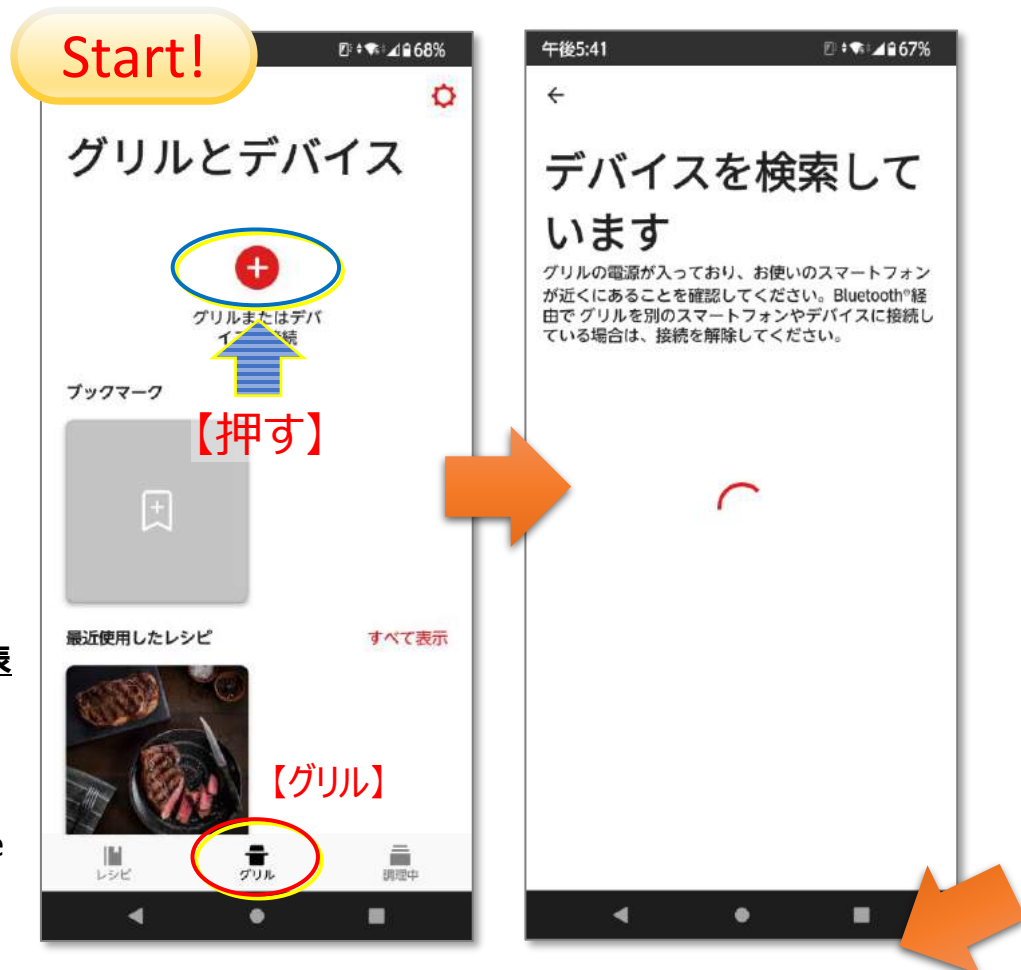 Start!
68%
グリルとデバイス
グリルまたはデバ
続
【押す】
ブックマーク
最近使用したレシピ
すべて表示
【グリル】
レシピ
グリル
調理中
午後5:41
67%
←
デバイスを検索して
います
グリルの電源が入っており、お使いのスマートフォン
が近くにあることを確認してください。Bluetooth®経
由で グリルを別のスマートフォンやデバイスに接続し
ている場合は、接続を解除してください。
e